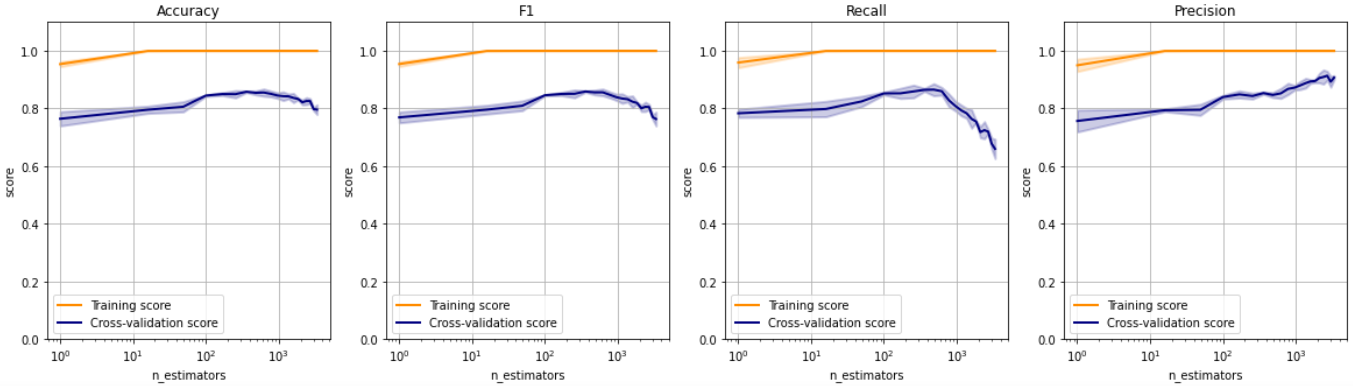 Accuracy
1.0
0.8
0.6
0.4
0.2
0.0
score
Training score
Cross-validation score
10⁰
10¹
10²
10³
n_estimators
F1
1.0
0.8
0.6
0.4
0.2
0.0
score
Training score
Cross-validation score
10⁰
10¹
10²
10³
n_estimators
Recall
1.0
0.8
0.6
0.4
0.2
0.0
score
Training score
Cross-validation score
10⁰
10¹
10²
10³
n_estimators
Precision
1.0
0.8
0.6
0.4
0.2
0.0
score
Training score
Cross-validation score
10⁰
10¹
10²
10³
n_estimators